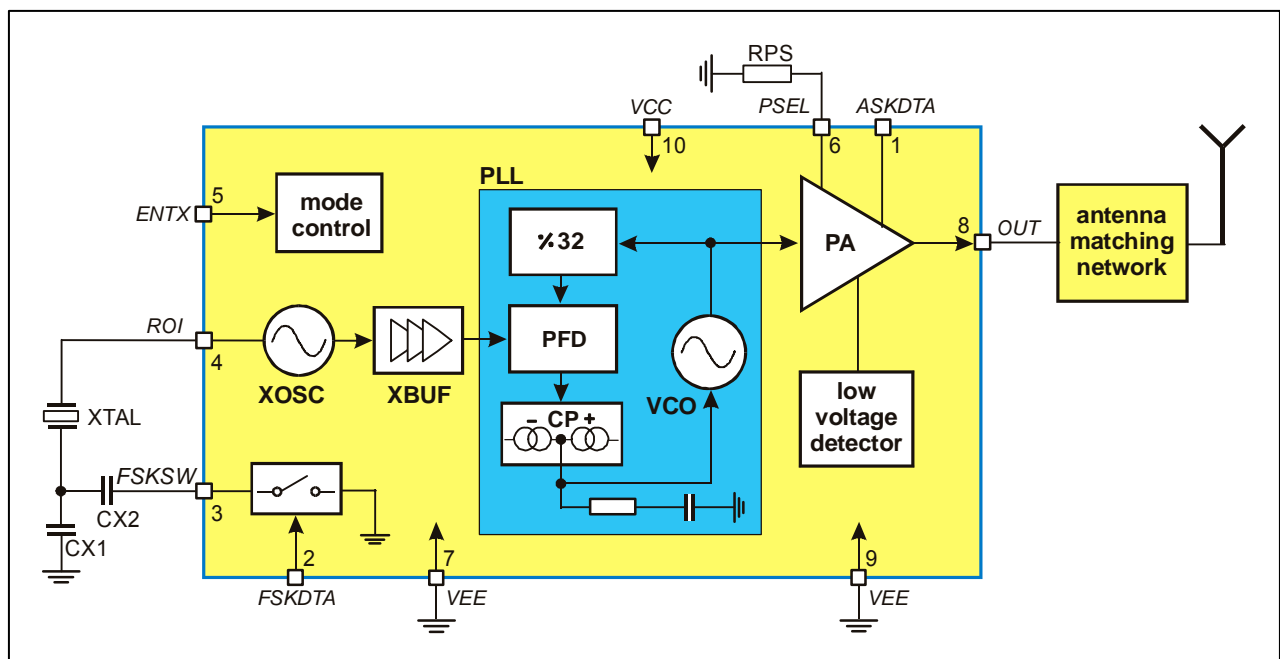 RPS
VCC
PSEL
ASKDTA
10
6
1
PLL
5
ENTX
mode
control
÷32
PA
8
OUT
antenna
matching
network
ROI
4
XOSC
XBUF
PFD
VCO
low
voltage
detector
XTAL
- CP +
FSKSW
3
CX2
CX1
2
7
9
FSKDTA
VEE
VEE